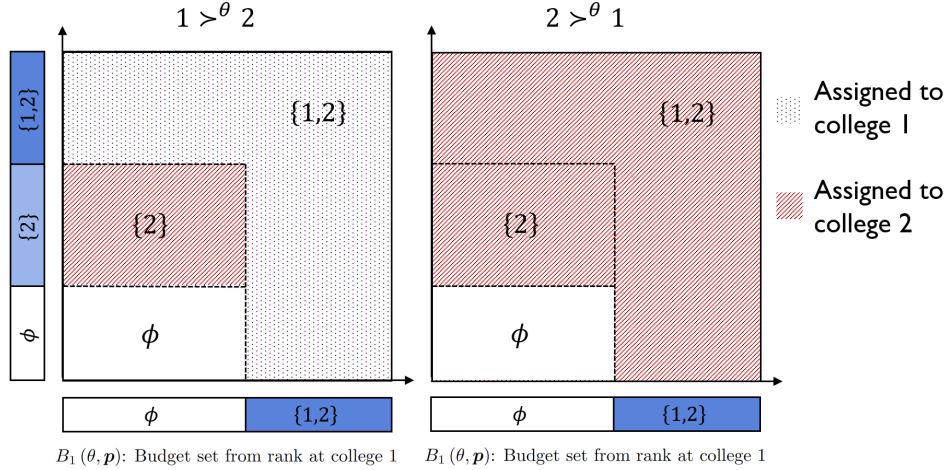 1 ≻^θ 2
2 ≻^θ 1
{1,2}
{2}
ϕ
{1,2}
{2}
ϕ
{1,2}
{2}
ϕ
Assigned to
college 1
Assigned to
college 2
ϕ
{1,2}
ϕ
{1,2}
B₁ (θ, p): Budget set from rank at college 1
B₁ (θ, p): Budget set from rank at college 1